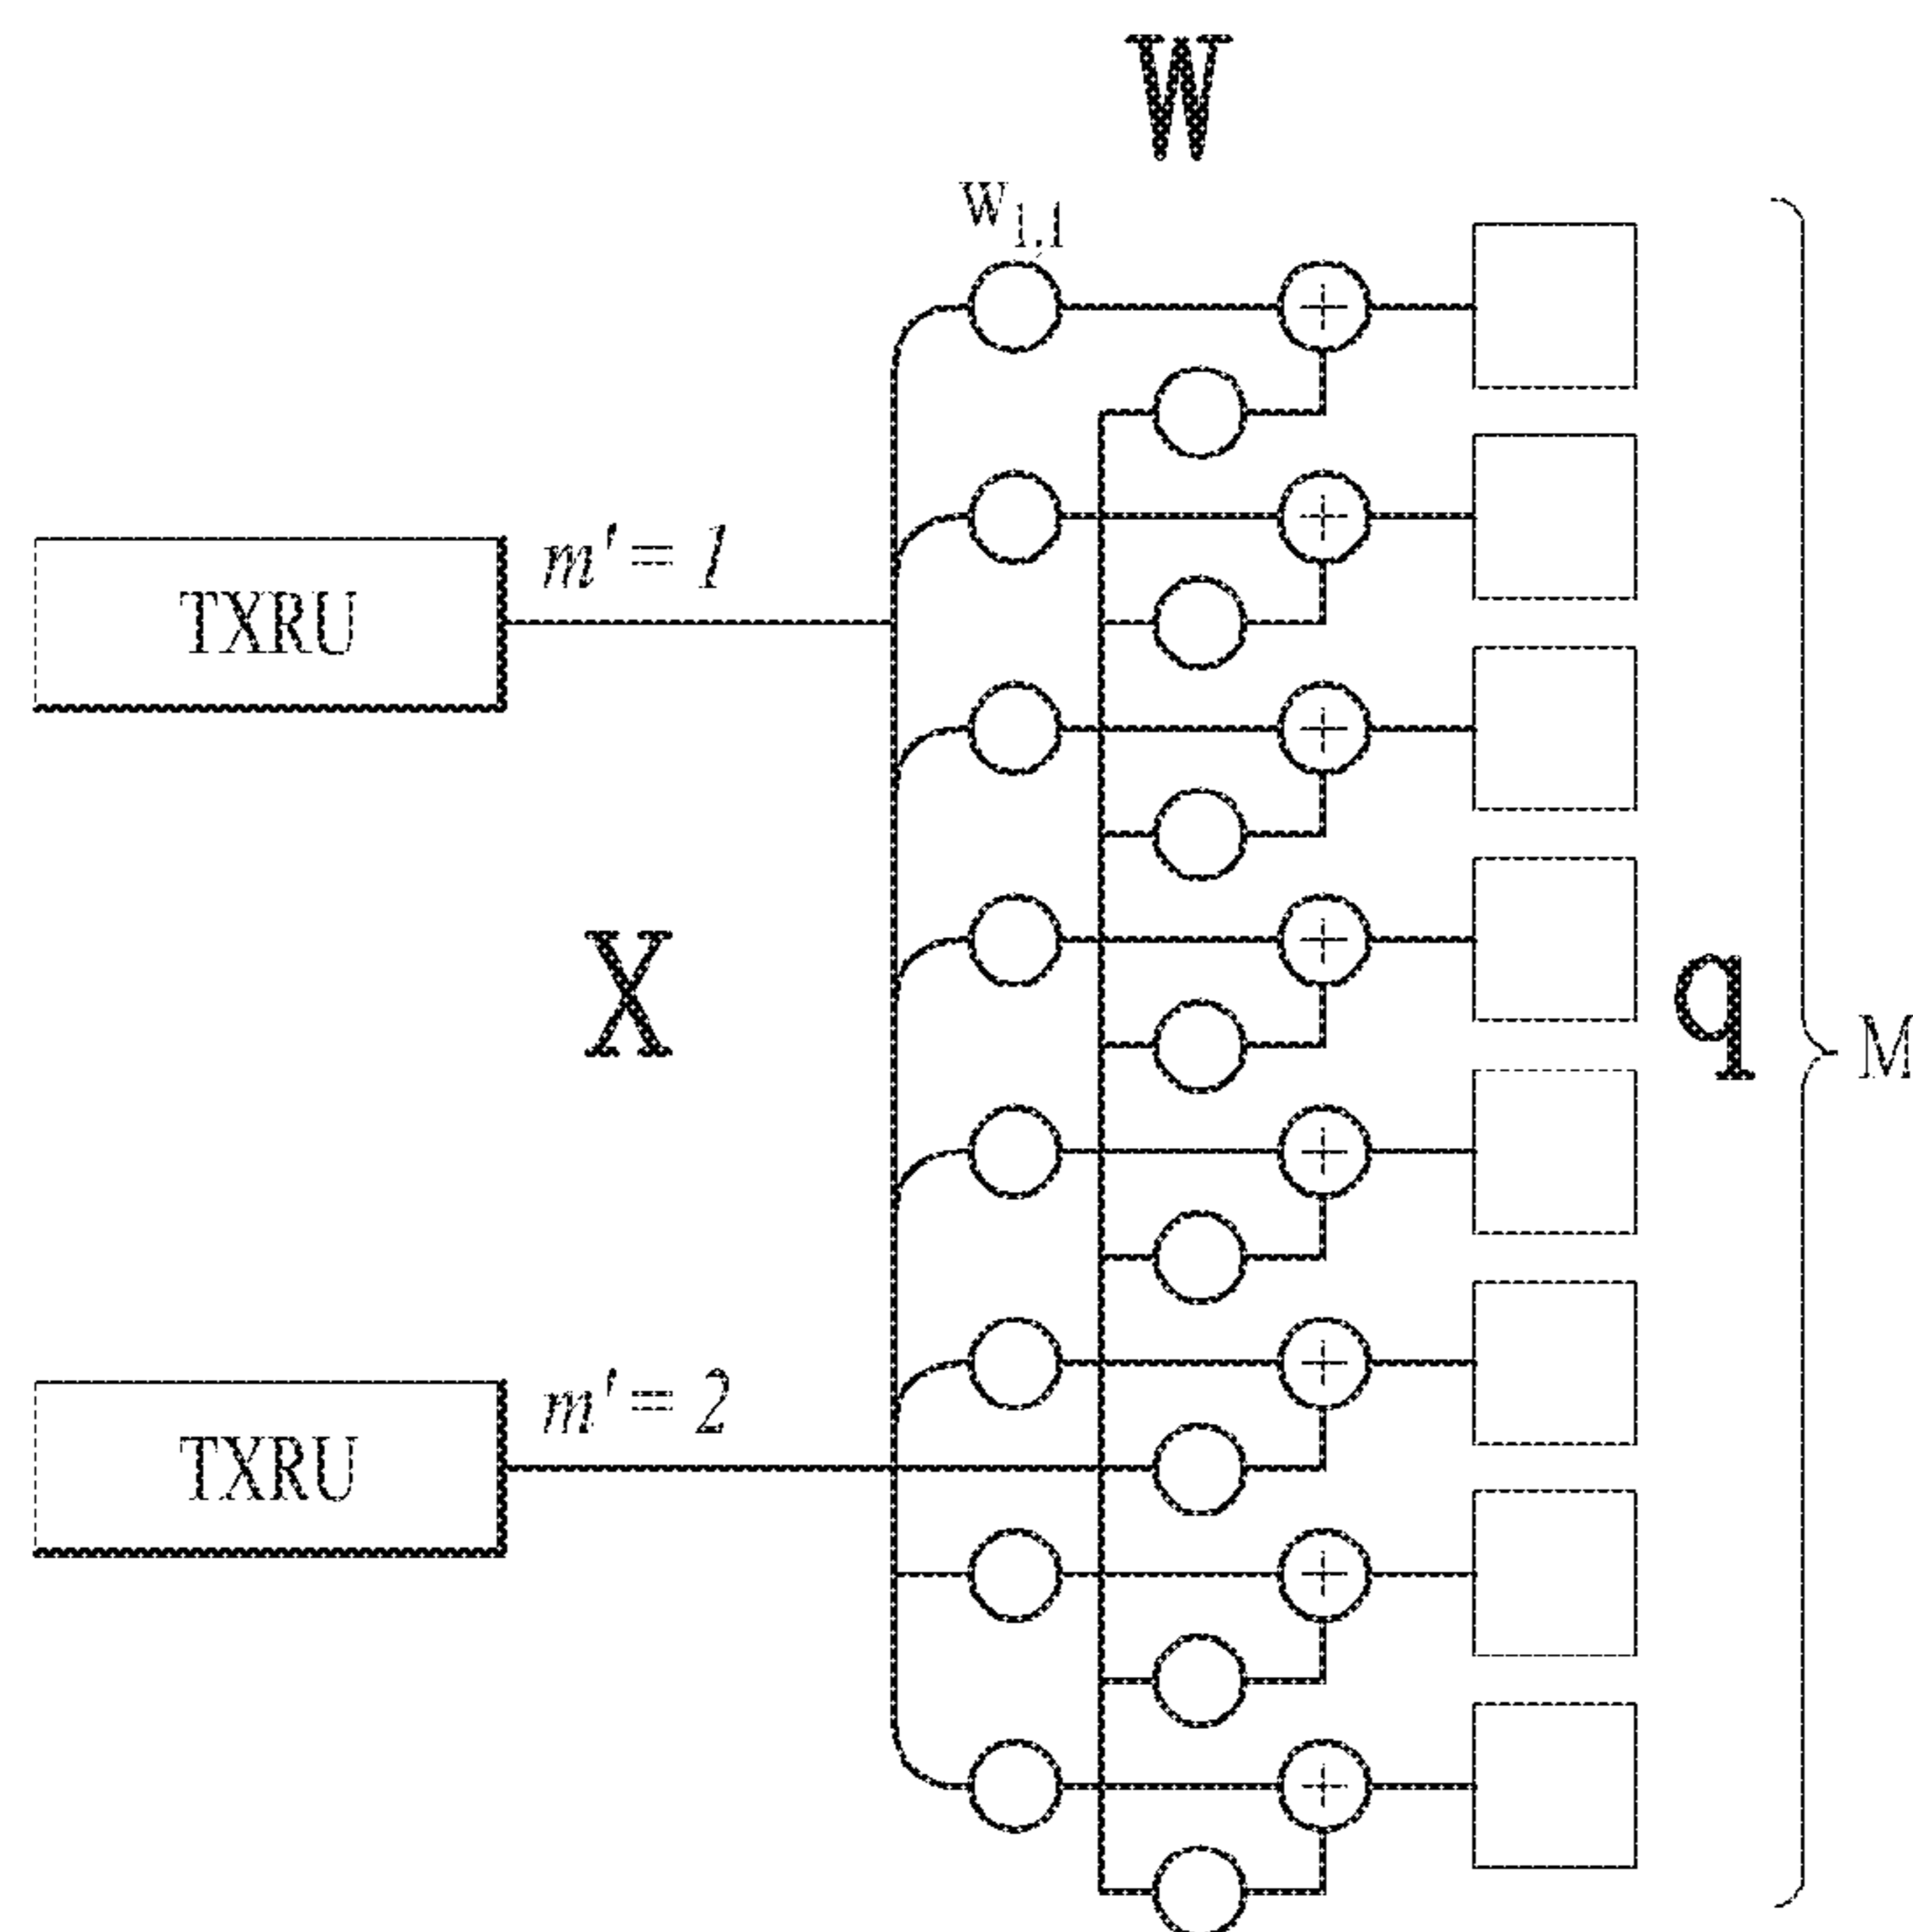 W
w1,1
m' = 1
TXRU
X
q
M
m' = 2
TXRU